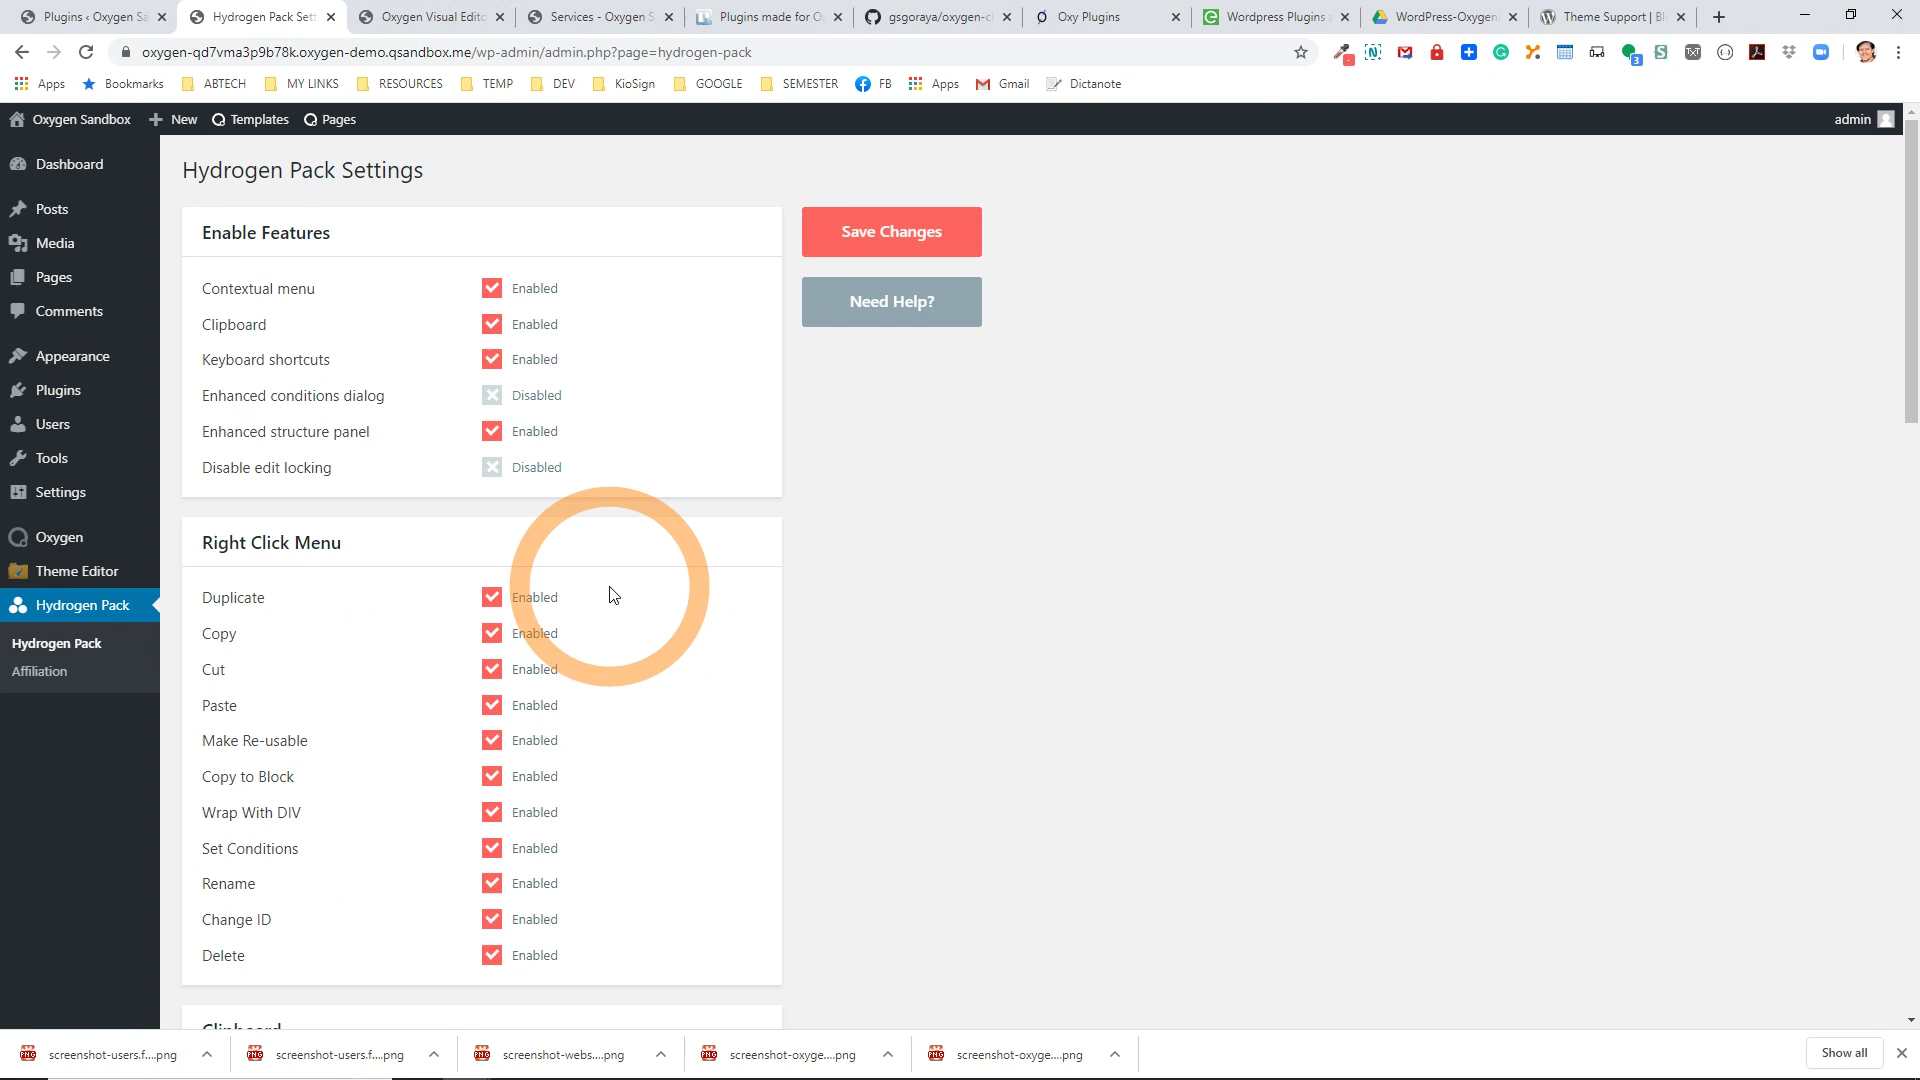 Plugins ‹ Oxygen Sa
Hydrogen Pack Sett
Oxygen Visual Edito
Services - Oxygen S
Plugins made for O
gsgoraya/oxygen-c
Oxy Plugins
Wordpress Plugins a
WordPress-Oxygen
Theme Support | Bl
oxygen-qd7vma3p9b78k.oxygen-demo.qsandbox.me/wp-admin/admin.php?page=hydrogen-pack
3
TXT
Apps
Bookmarks
ABTECH
MY LINKS
RESOURCES
TEMP
DEV
KioSign
GOOGLE
SEMESTER
FB
Apps
Gmail
Dictanote
Oxygen Sandbox
New
Templates
Pages
admin
Dashboard
Posts
Media
Pages
Comments
Appearance
Plugins
Users
Tools
Settings
Oxygen
Theme Editor
Hydrogen Pack
Hydrogen Pack
Affiliation
Hydrogen Pack Settings
Enable Features
Contextual menu Enabled
Clipboard Enabled
Keyboard shortcuts Enabled
Enhanced conditions dialog Disabled
Enhanced structure panel Enabled
Disable edit locking Disabled
Save Changes
Need Help?
Right Click Menu
Duplicate Enabled
Copy Enabled
Cut Enabled
Paste Enabled
Make Re-usable Enabled
Copy to Block Enabled
Wrap With DIV Enabled
Set Conditions Enabled
Rename Enabled
Change ID Enabled
Delete Enabled
Clipboard
screenshot-users.f....png
screenshot-users.f....png
screenshot-webs....png
screenshot-oxyge....png
screenshot-oxyge....png
Show all